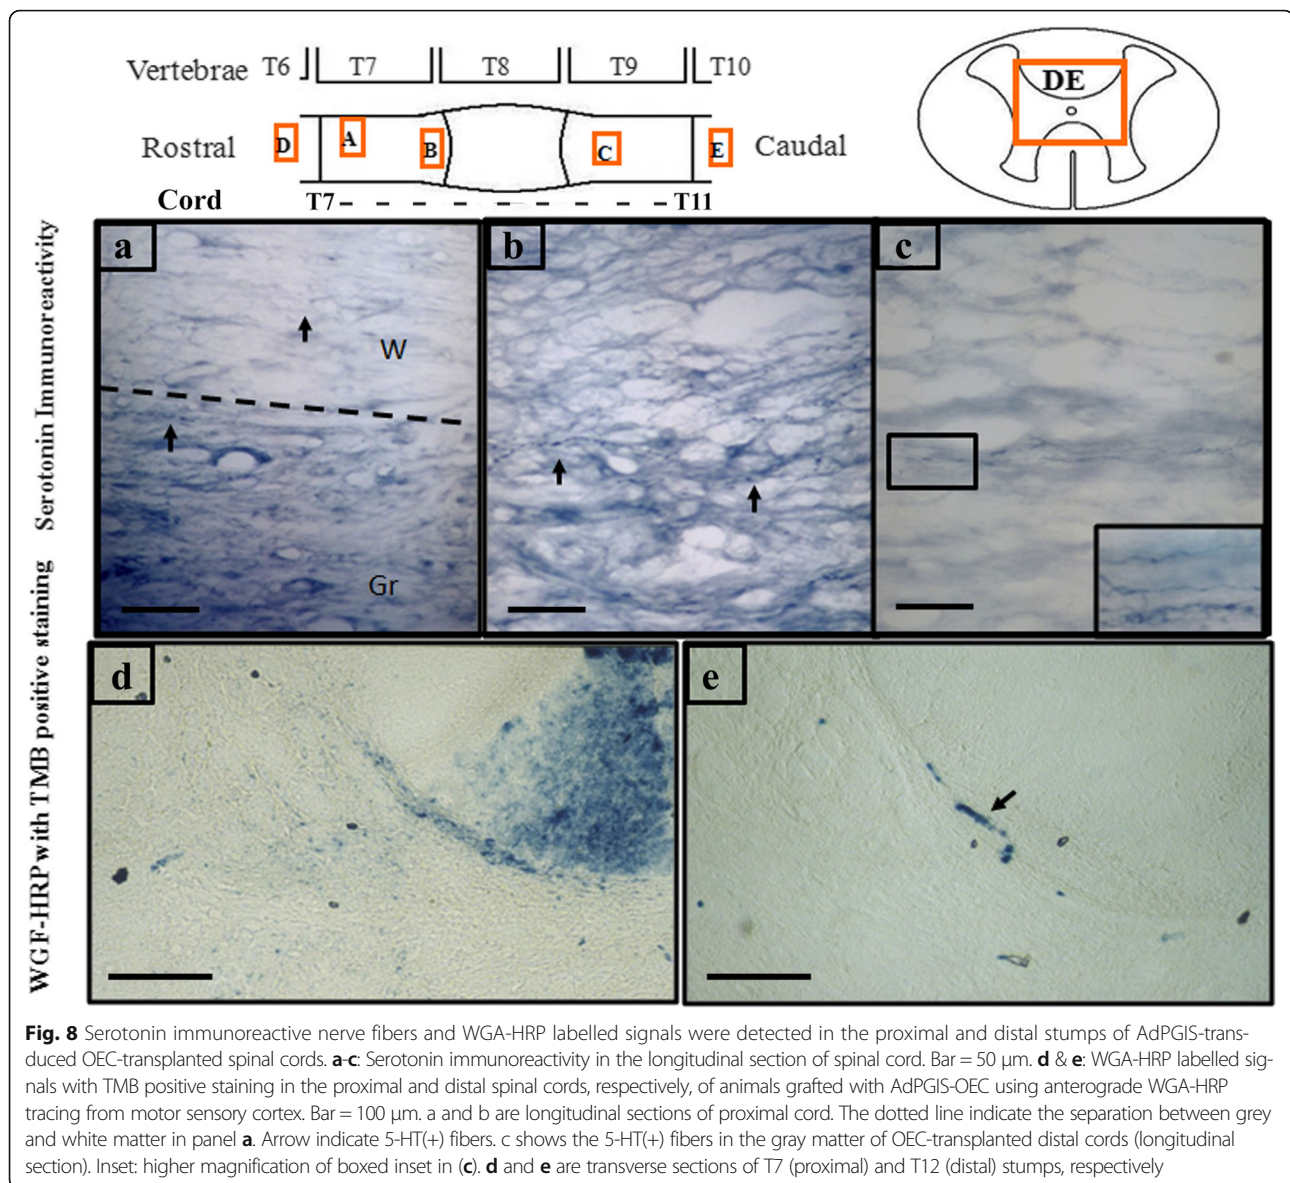 Vertebrae T6 T7 T8 T9 T10
DE
Rostral D A B C E Caudal
Cord T7 T11
Serotonin Immunoreactivity
a b c
W
Gr
WGF-HRP with TMB positive staining
d e
Fig. 8 Serotonin immunoreactive nerve fibers and WGA-HRP labelled signals were detected in the proximal and distal stumps of AdPGIS-trans-
duced OEC-transplanted spinal cords. a-c: Serotonin immunoreactivity in the longitudinal section of spinal cord. Bar = 50 μm. d & e: WGA-HRP labelled sig-
nals with TMB positive staining in the proximal and distal spinal cords, respectively, of animals grafted with AdPGIS-OEC using anterograde WGA-HRP
tracing from motor sensory cortex. Bar = 100 μm. a and b are longitudinal sections of proximal cord. The dotted line indicate the separation between grey
and white matter in panel a. Arrow indicate 5-HT(+) fibers. c shows the 5-HT(+) fibers in the gray matter of OEC-transplanted distal cords (longitudinal
section). Inset: higher magnification of boxed inset in (c). d and e are transverse sections of T7 (proximal) and T12 (distal) stumps, respectively